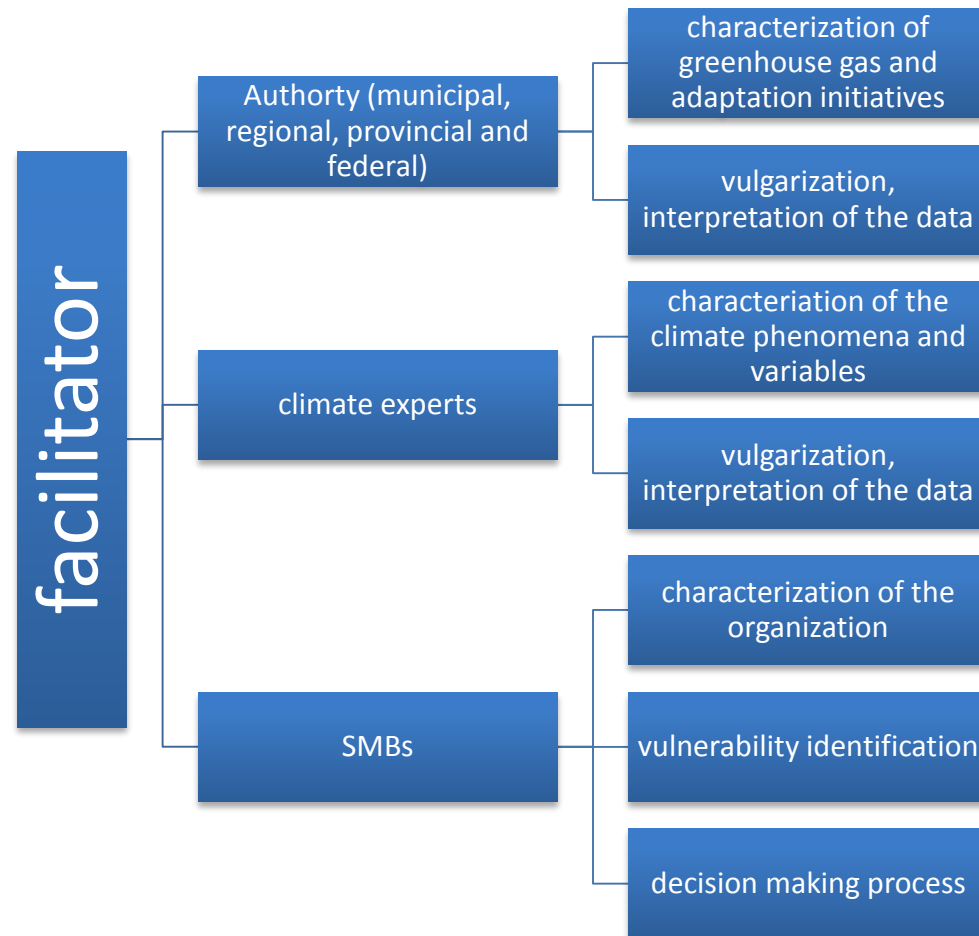 facilitator
Authorty (municipal,
regional, provincial and
federal)
characterization of
greenhouse gas and
adaptation initiatives
vulgarization,
interpretation of the data
climate experts
characteriation of the
climate phenomena and
variables
vulgarization,
interpretation of the data
SMBs
characterization of the
organization
vulnerability identification
decision making process